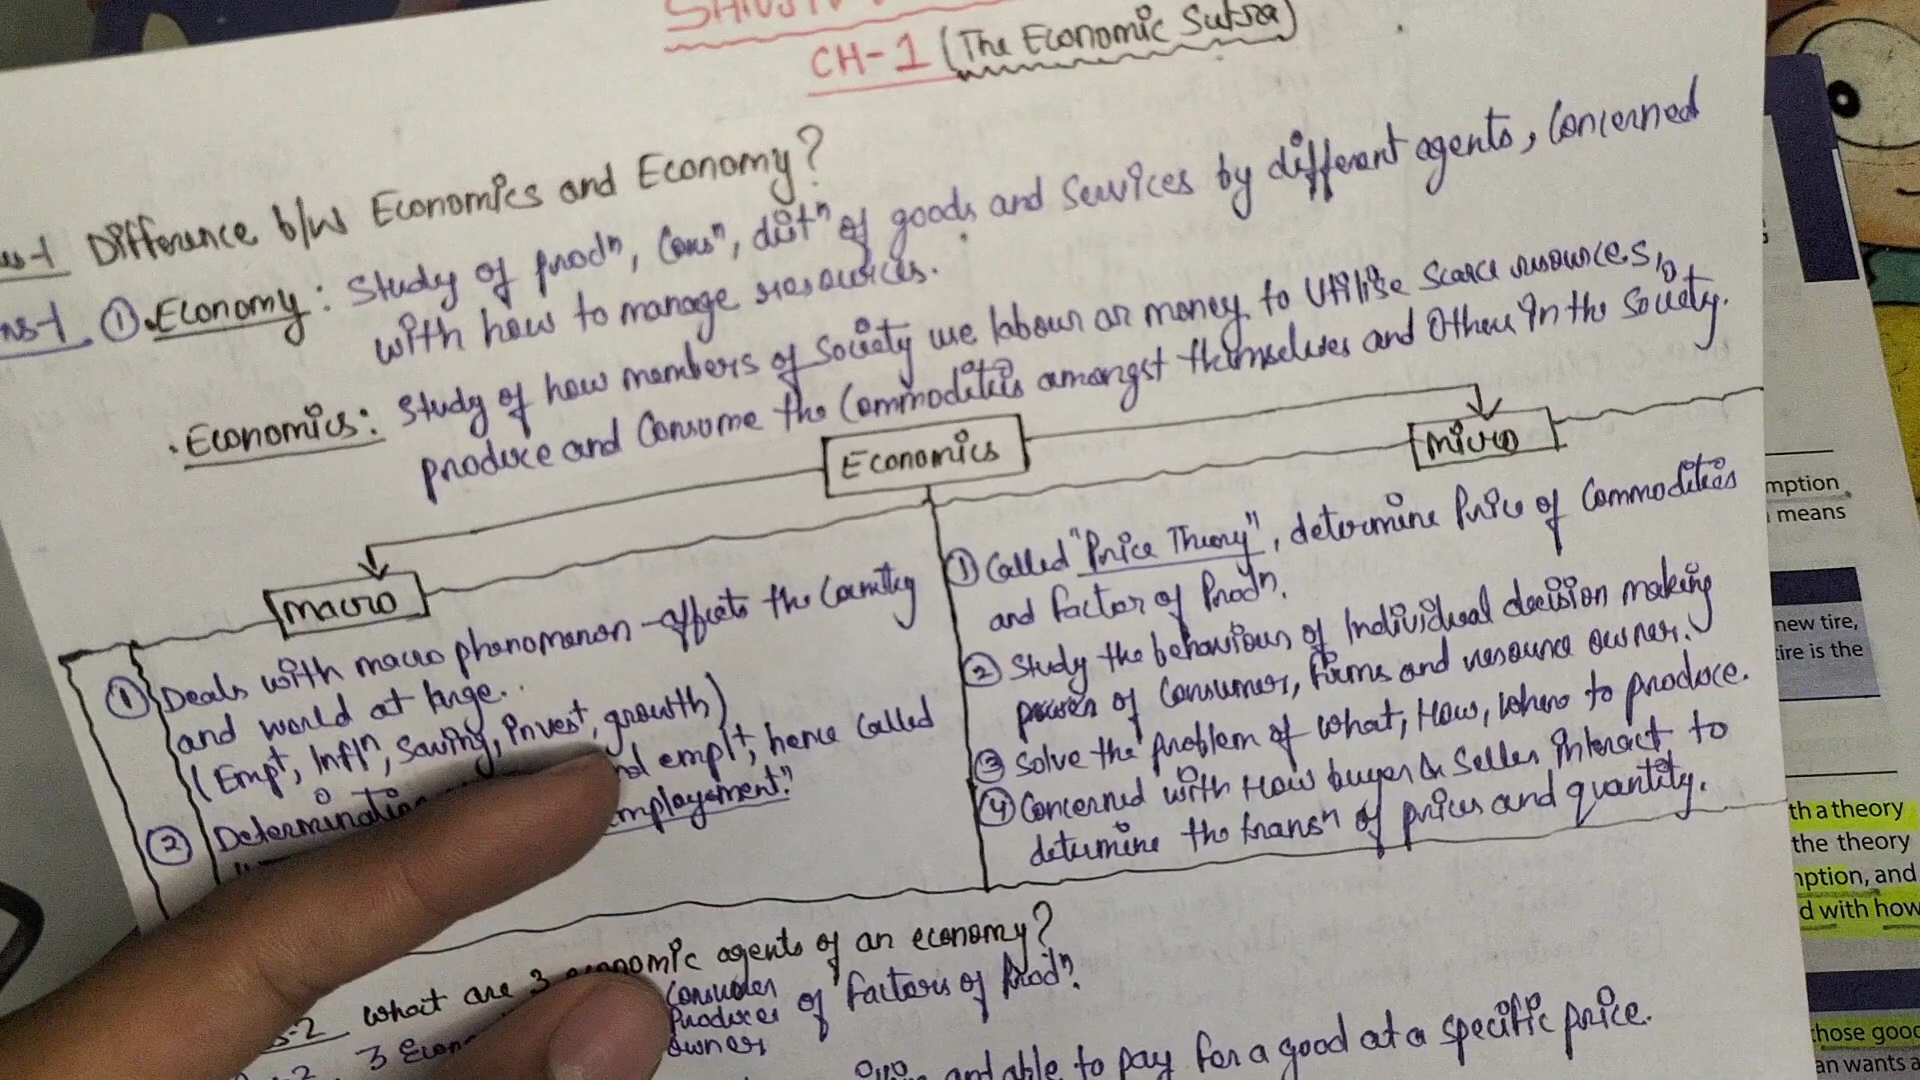 CH-1 (The Economic Sutra)
Difference b/w Economics and Economy?
① Economy: Study of prodⁿ, Consⁿ, distⁿ of goods and Services by different agents, Concerned
with how to manage resources.
Economics: Study of how members of Society use labour or money to Utilise Scarce resources, to
produce and Consume the Commodities amongst themselves and Others in the Society.
Economics
micro
macro
① Deals with macro phenomenon - affects the Country
and world at large.
(Empᵗ, Inflⁿ, Saving, invesᵗ, growth)
② Determination
emplᵗ, hence Called
employement."
① Called "Price Theory", determine Price of Commodities
and factor of Prodⁿ.
② Study the behaviour of Individual decision making
power of Consumers, firms and resource owner.
③ Solve the problem of what, How, Whom to produce.
④ Concerned with How buyer & Seller interact to
determine the transⁿ of prices and quantity.
What are 3 economic agents of an economy?
3 Econ
Consumer
Producer
owner
of factors of Prodⁿ.
and able to pay for a good at a specific price.
mption
means
new tire,
tire is the
th a theory
the theory
mption, and
d with how
those good
an wants a